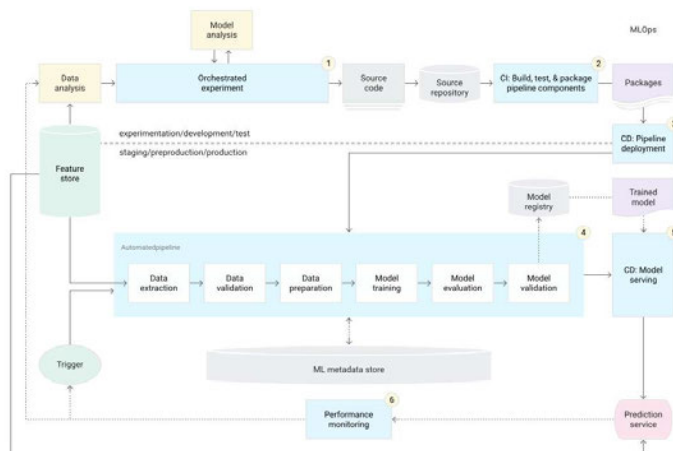 MLOps
Model
analysis
Data
analysis
1
Orchestrated
experiment
Source
code
Source
repository
2
CI: Build, test, & package
pipeline components
Packages
experimentation/development/test
staging/preproduction/production
Feature
store
CD: Pipeline
deployment
Model
registry
Trained
model
Automatedpipeline
4
Data
extraction
Data
validation
Data
preparation
Model
training
Model
evaluation
Model
validation
CD: Model
serving
Trigger
ML metadata store
6
Performance
monitoring
Prediction
service